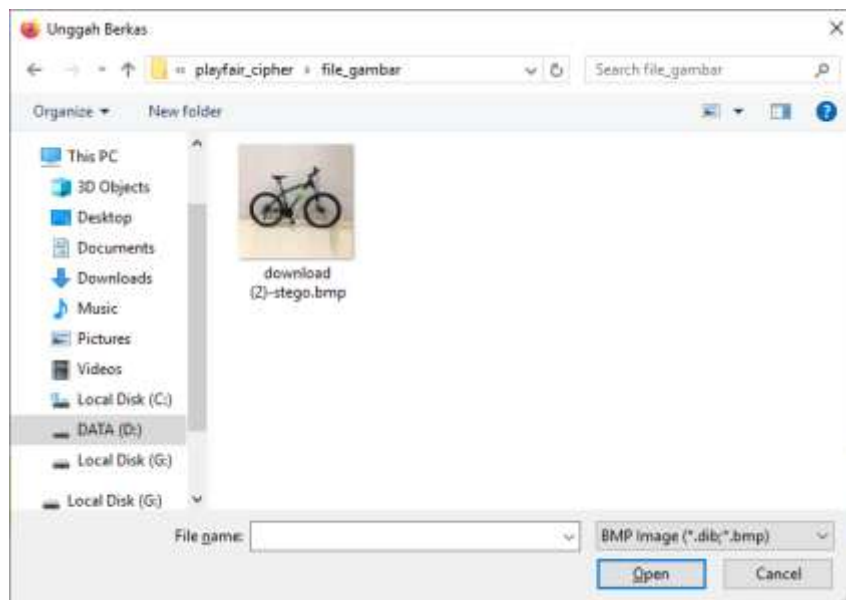 Unggah Berkas
« playfair_cipher › file_gambar
Search file_gambar
Organize
New folder
This PC
3D Objects
Desktop
Documents
Downloads
Music
Pictures
Videos
Local Disk (C:)
DATA (D:)
Local Disk (G:)
Local Disk (G:)
download
(2)-stego.bmp
File name:
BMP Image (*.dib;*.bmp)
Open
Cancel